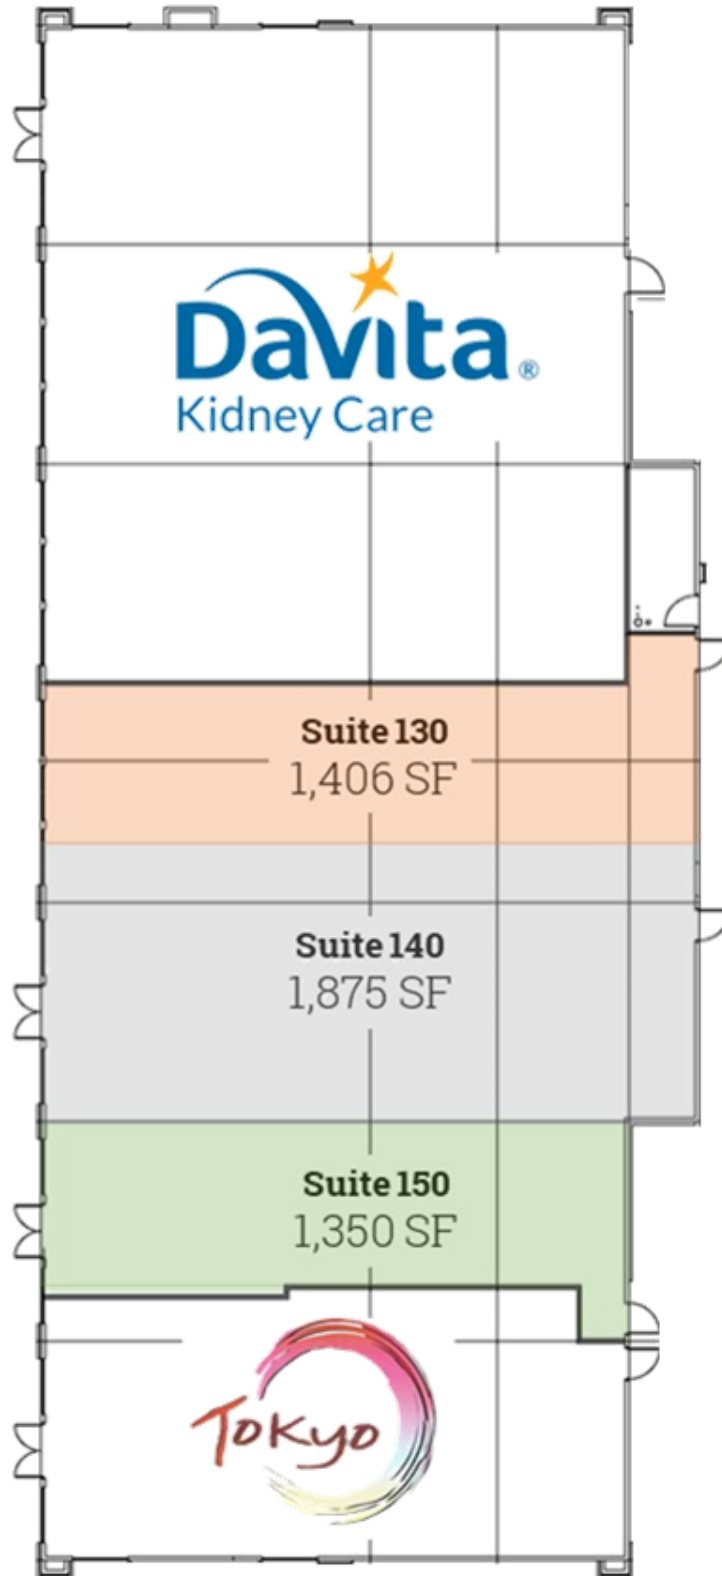 DaVita®
Kidney Care
Suite 130
1,406 SF
Suite 140
1,875 SF
Suite 150
1,350 SF
Tokyo